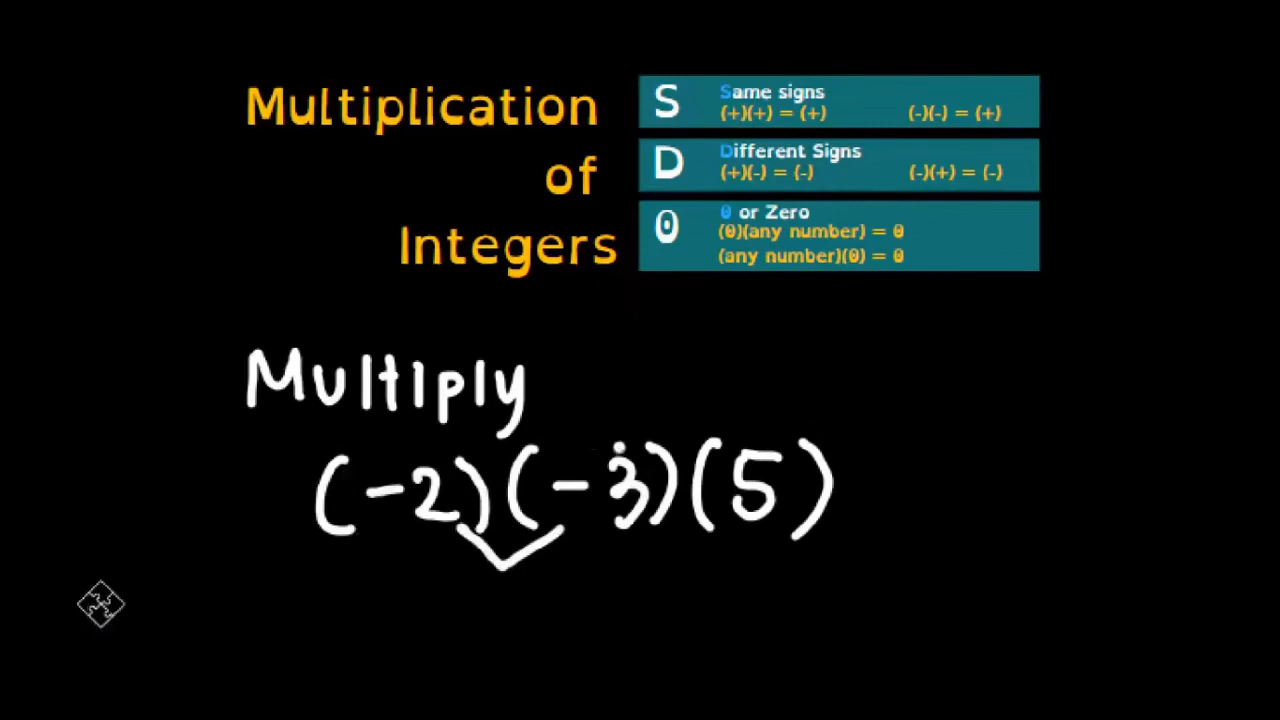 Multiplication
of
Integers
S
Same signs
(+)(+) = (+) (-)(-) = (+)
D
Different Signs
(+)(-) = (-) (-)(+) = (-)
0
0 or Zero
(0)(any number) = 0
(any number)(0) = 0
Multiply
(-2)(-3)(5)